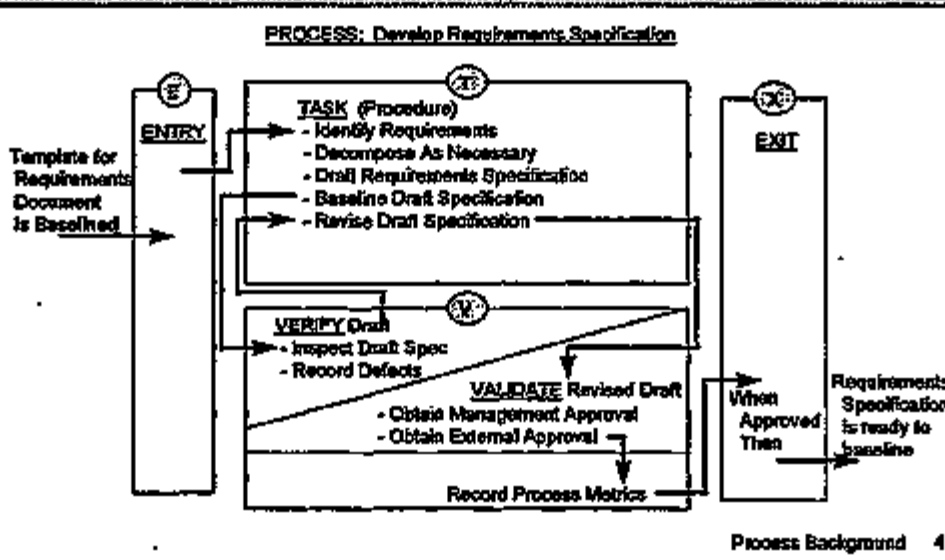 PROCESS: Develop Requirements Specification
E
ENTRY
Template for
Requirements
Document
Is Baselined
TASK (Procedure)
- Identify Requirements
- Decompose As Necessary
- Draft Requirements Specification
- Baseline Draft Specification
- Revise Draft Specification
V
VERIFY Draft
- Inspect Draft Spec
- Record Defects
VALIDATE Revised Draft
- Obtain Management Approval
- Obtain External Approval
Record Process Metrics
X
EXIT
When
Approved
Then
Requirements
Specification
is ready to
baseline
Process Background 4